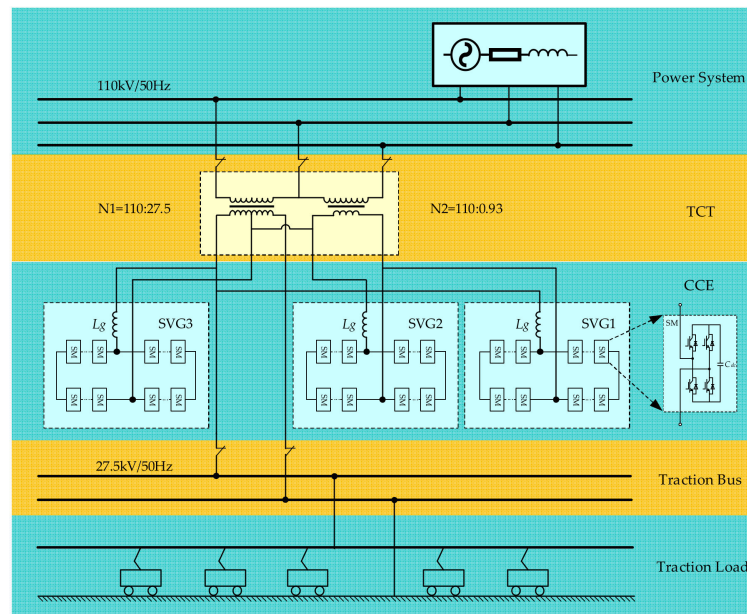 Power System
110kV/50Hz
N1=110:27.5
N2=110:0.93
TCT
CCE
Lg
SVG3
Lg
SVG2
Lg
SVG1
SM
SM
SM
SM
SM
SM
SM
SM
SM
SM
SM
SM
SM
Cdc
SM
SM
SM
SM
SM
SM
SM
SM
SM
SM
SM
SM
27.5kV/50Hz
Traction Bus
Traction Load